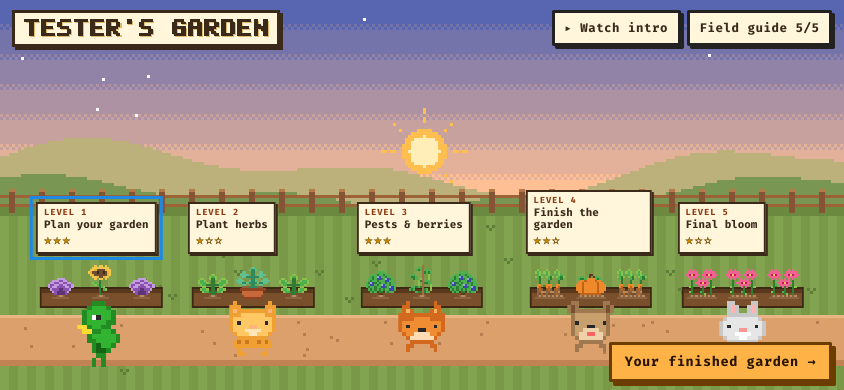 TESTER'S GARDEN
▸ Watch intro
Field guide 5/5
LEVEL 1
Plan your garden
★★★
LEVEL 2
Plant herbs
★★☆
LEVEL 3
Pests & berries
★★★
LEVEL 4
Finish the
garden
★★☆
LEVEL 5
Final bloom
★★☆
Your finished garden →